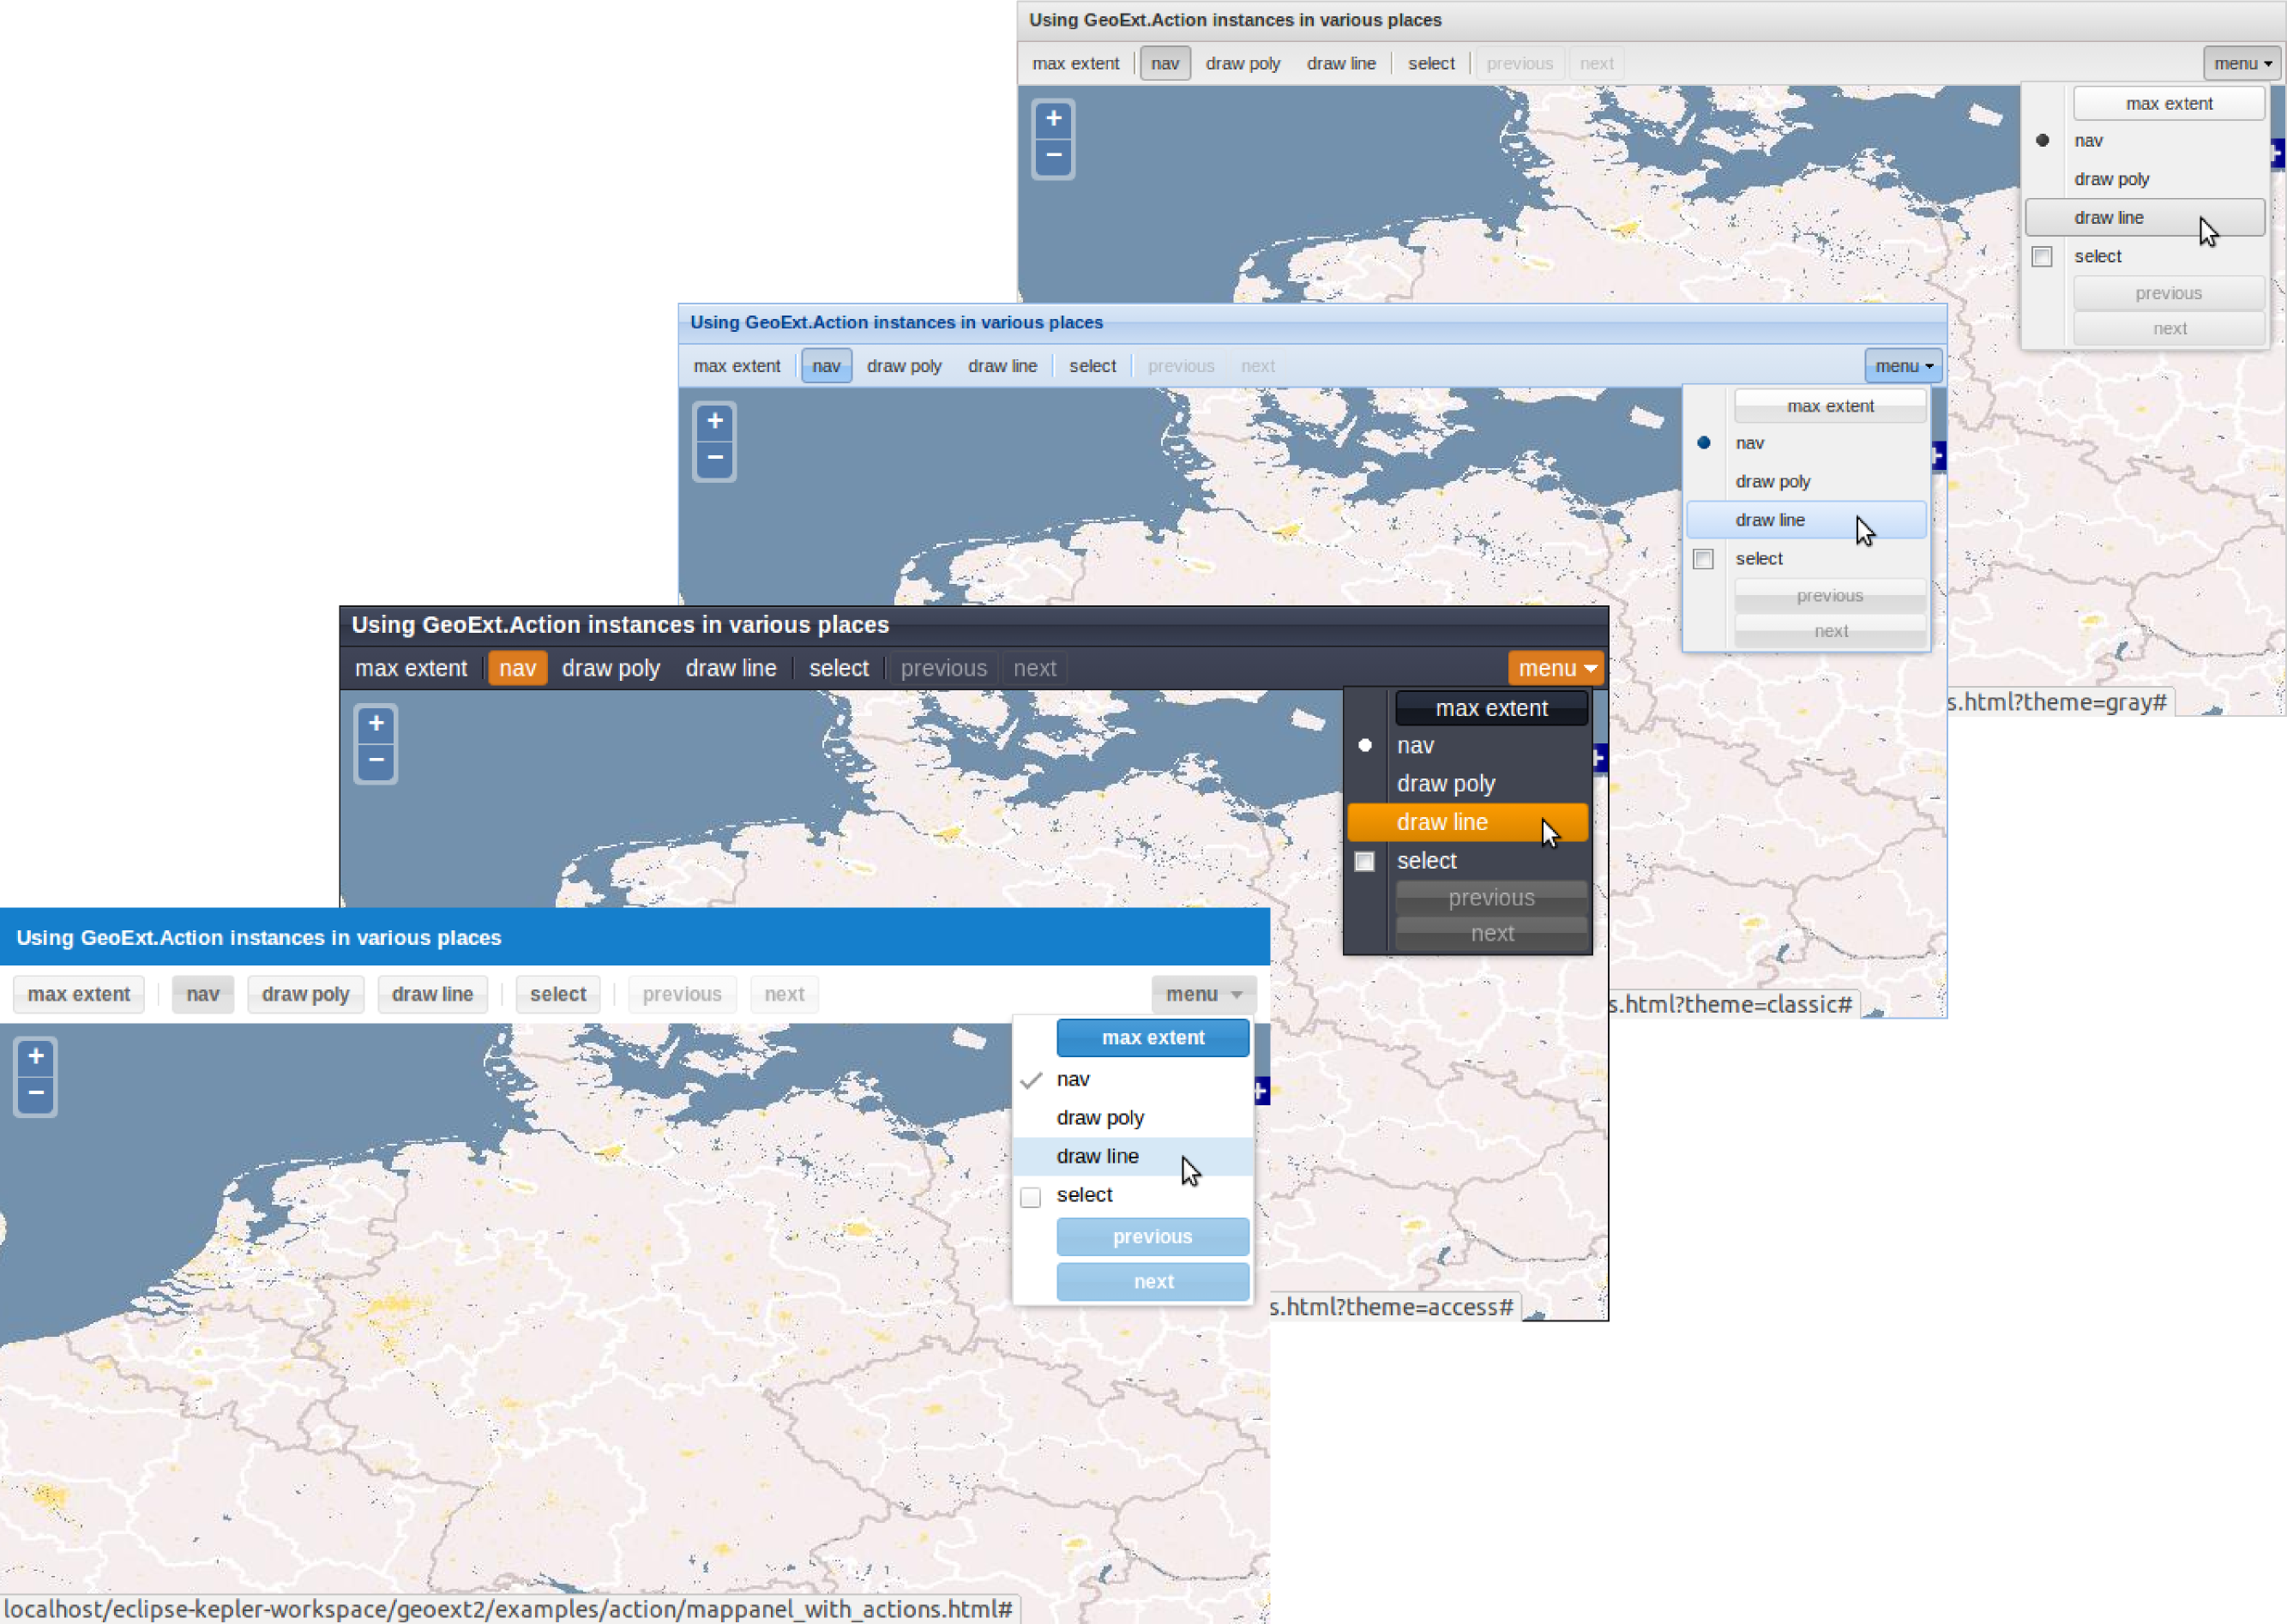 Using GeoExt.Action instances in various places
max extent nav draw poly draw line select previous next menu
max extent
nav
draw poly
draw line
select
previous
next
s.html?theme=gray#
Using GeoExt.Action instances in various places
max extent nav draw poly draw line select previous next menu
max extent
nav
draw poly
draw line
select
previous
next
s.html?theme=classic#
Using GeoExt.Action instances in various places
max extent nav draw poly draw line select previous next menu
max extent
nav
draw poly
draw line
select
previous
next
s.html?theme=access#
Using GeoExt.Action instances in various places
max extent nav draw poly draw line select previous next menu
max extent
nav
draw poly
draw line
select
previous
next
localhost/eclipse-kepler-workspace/geoext2/examples/action/mappanel_with_actions.html#